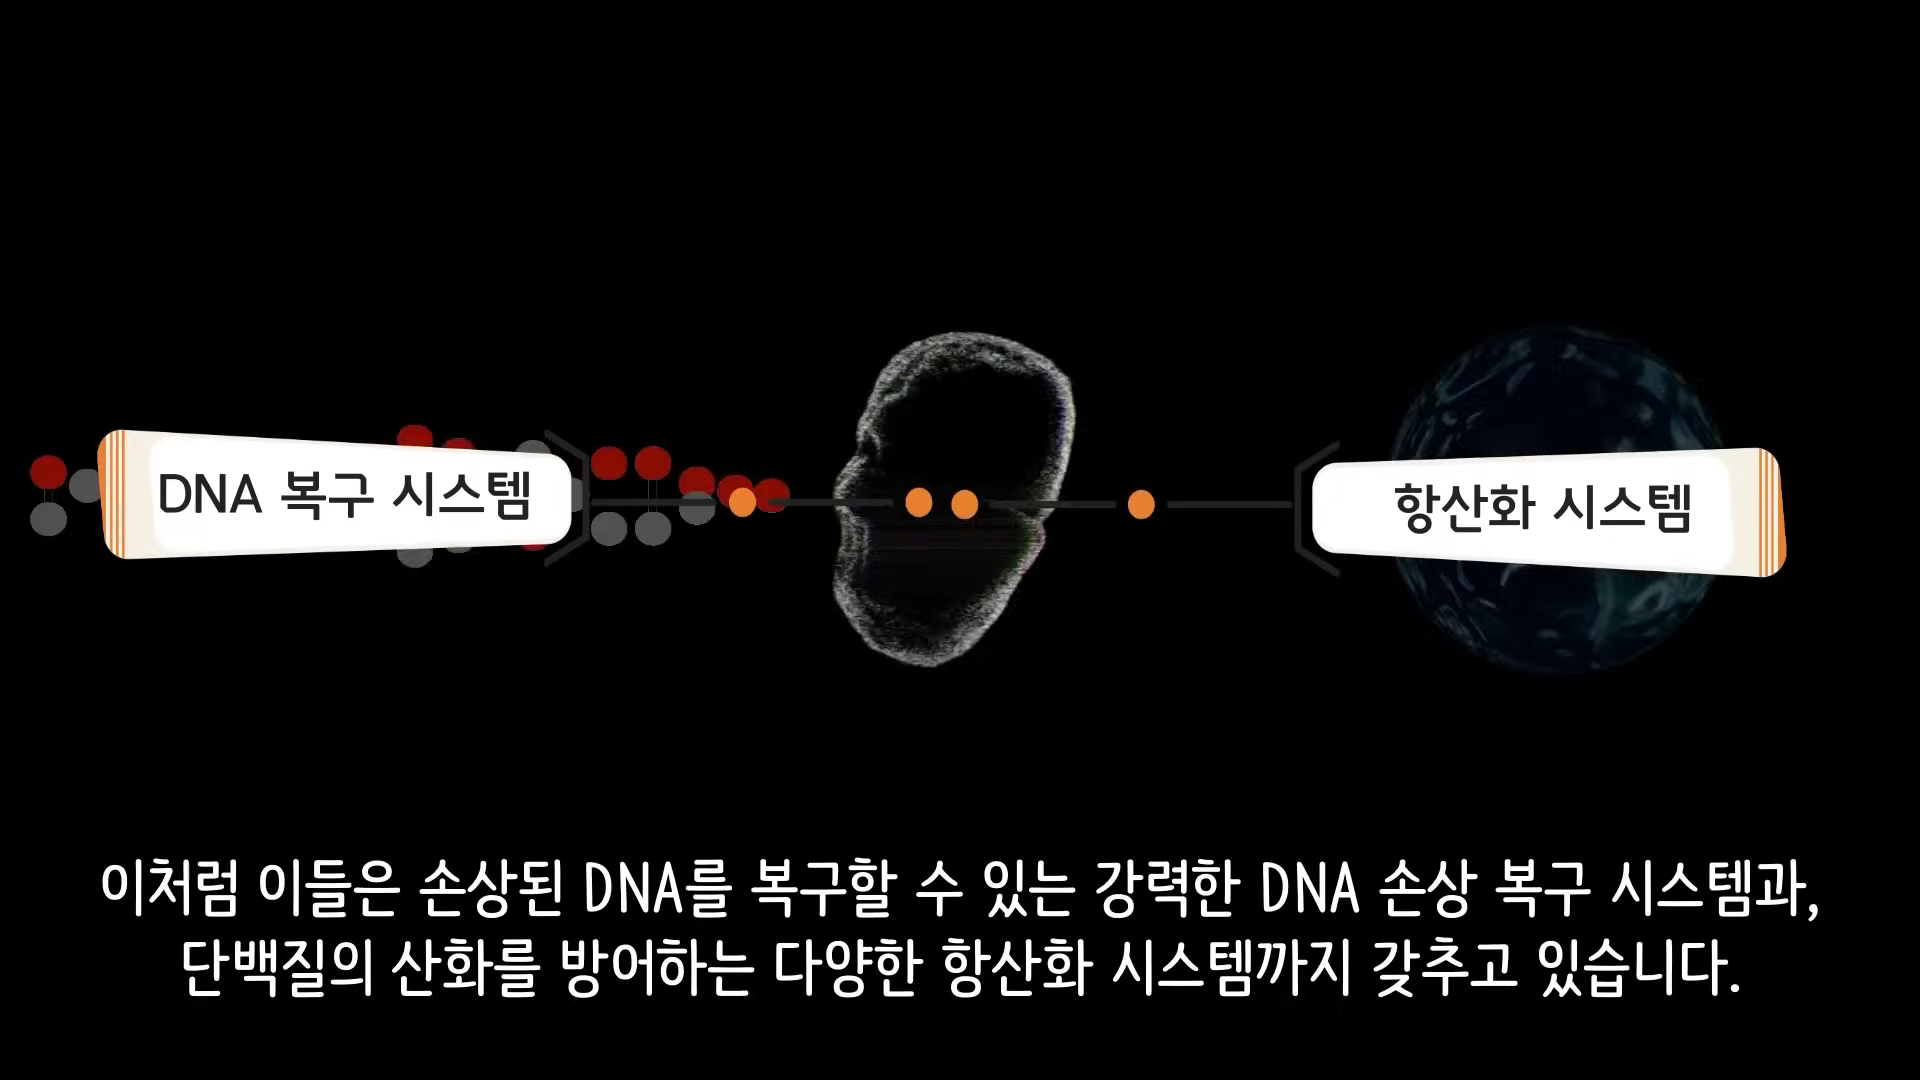 DNA 복구 시스템
항산화 시스템
이처럼 이들은 손상된 DNA를 복구할 수 있는 강력한 DNA 손상 복구 시스템과,
단백질의 산화를 방어하는 다양한 항산화 시스템까지 갖추고 있습니다.